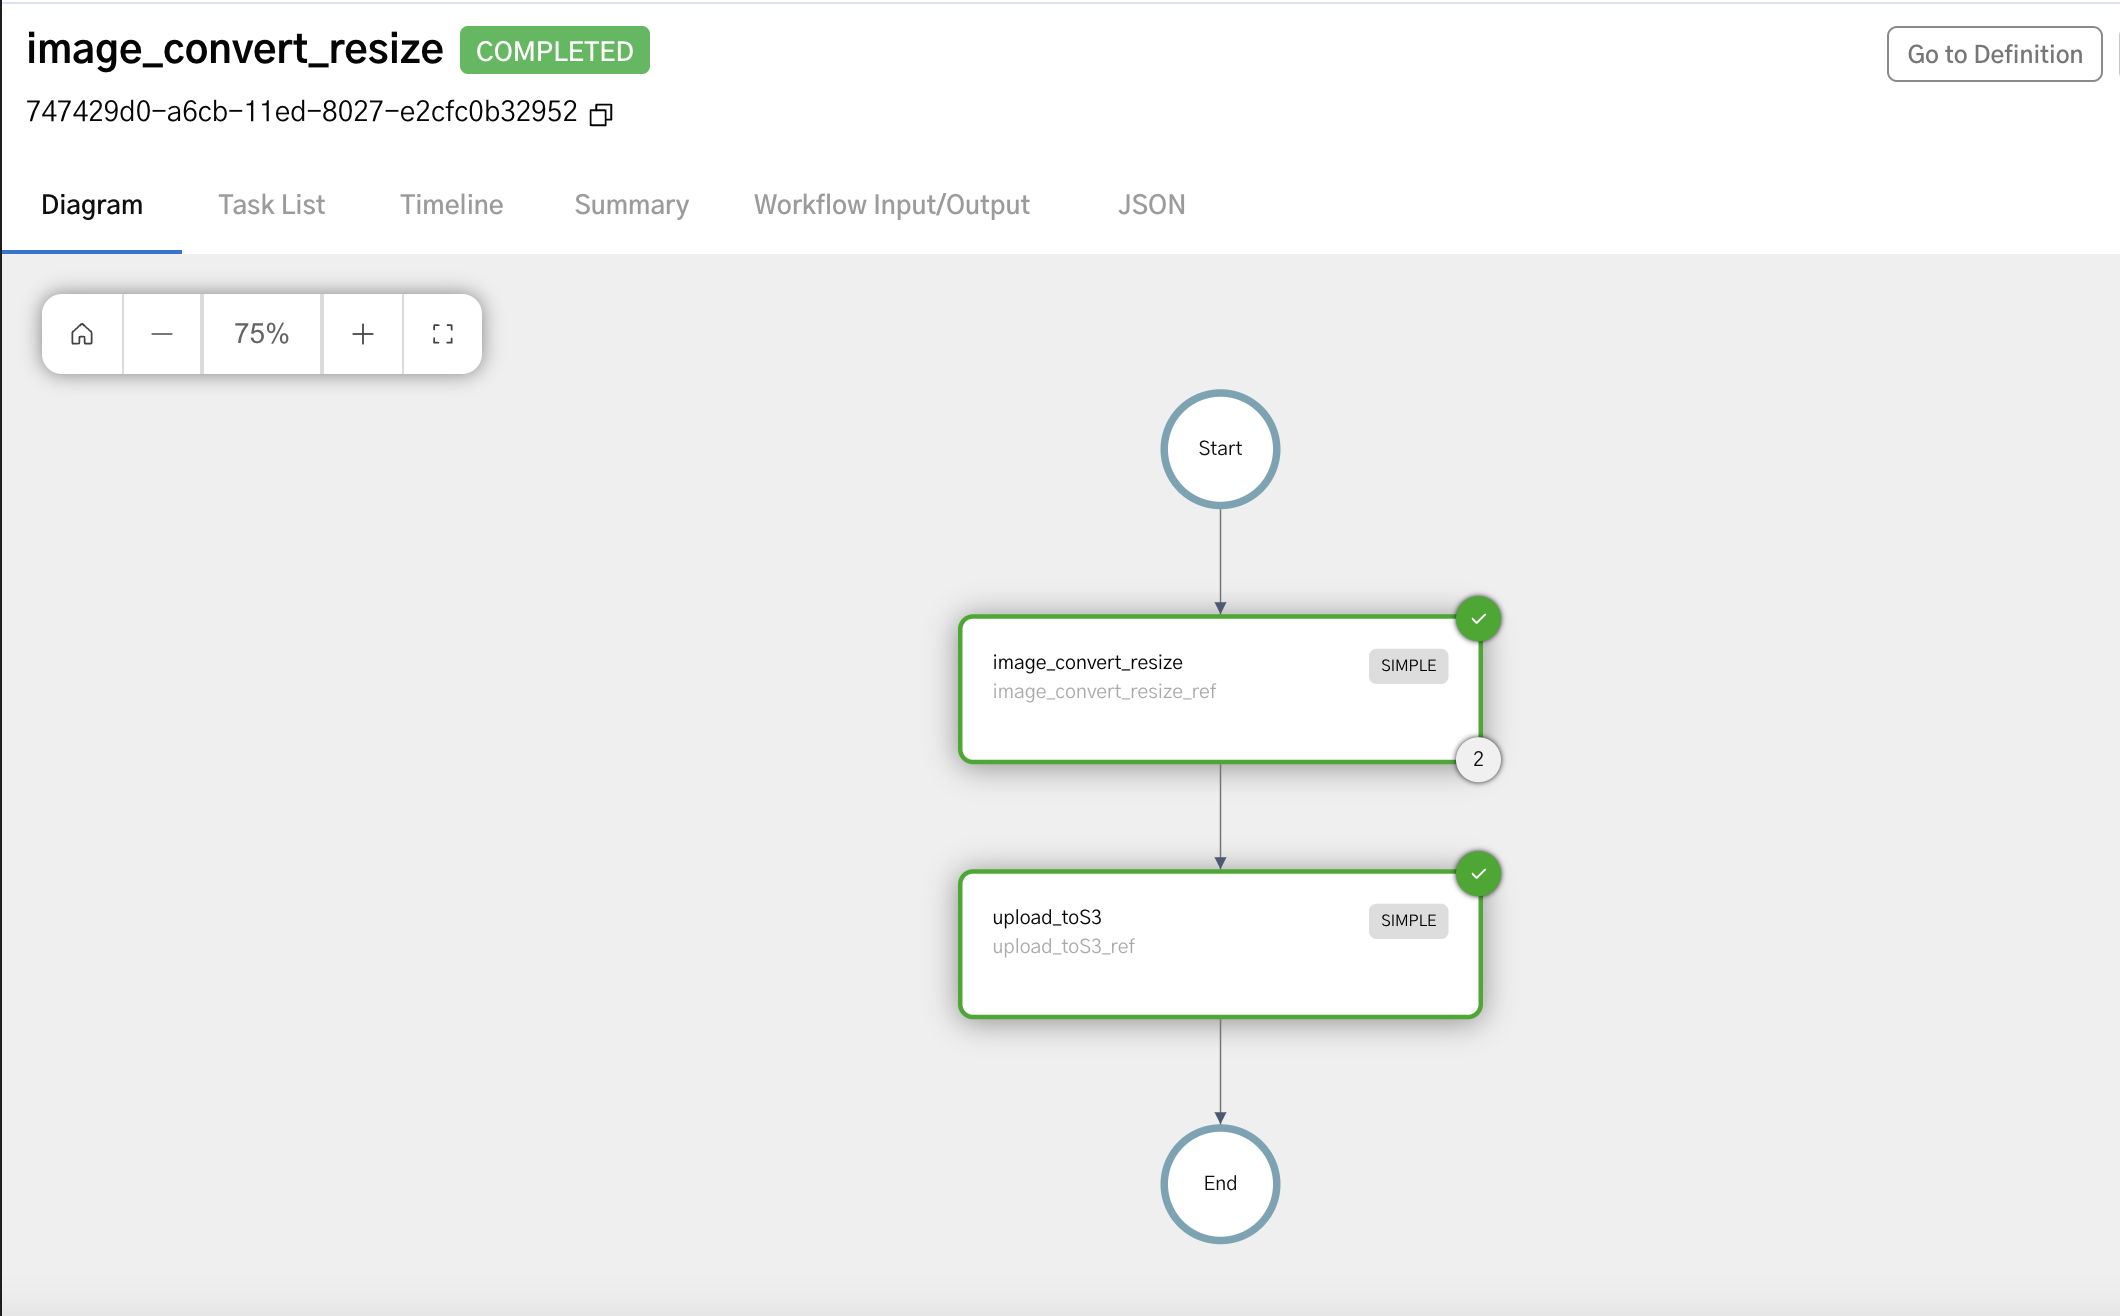 image_convert_resize COMPLETED
Go to Definition
747429d0-a6cb-11ed-8027-e2cfc0b32952
Diagram Task List Timeline Summary Workflow Input/Output JSON
75%
Start
image_convert_resize SIMPLE
image_convert_resize_ref
2
upload_toS3 SIMPLE
upload_toS3_ref
End